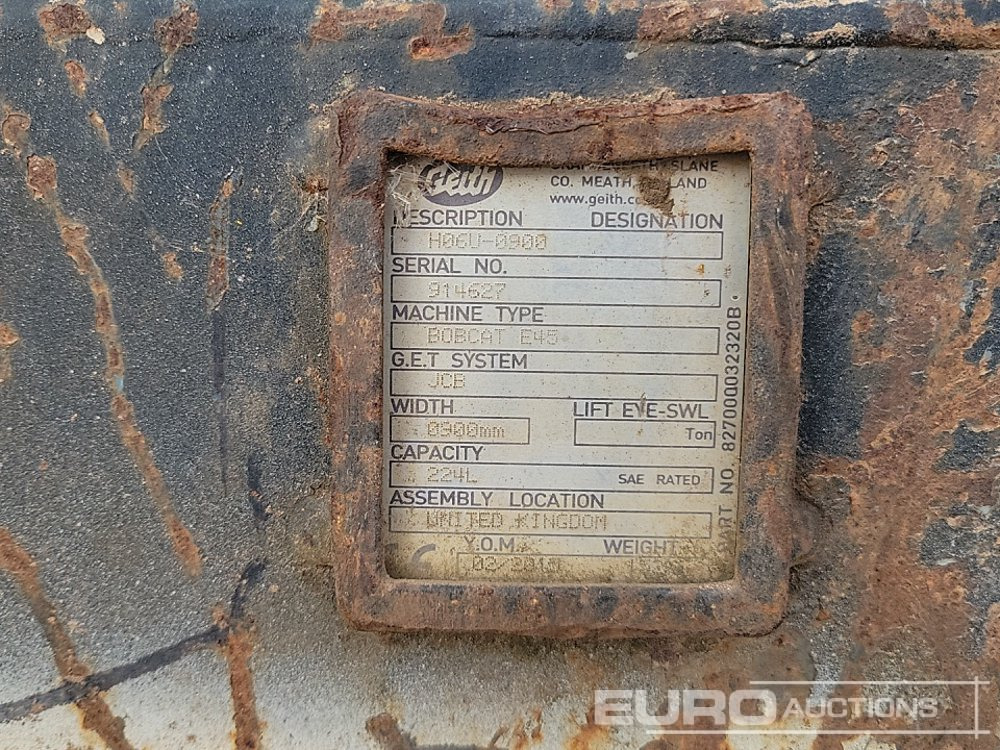 GEITH
SLANE
CO. MEATH,
www.geith.co
DESCRIPTION DESIGNATION
H06U-0900
SERIAL NO.
914627
MACHINE TYPE
BOBCAT E45
G.E.T SYSTEM
JCB
WIDTH LIFT EYE-SWL
0900mm Ton
CAPACITY
224L SAE RATED
ASSEMBLY LOCATION
UNITED KINGDOM
Y.O.M. WEIGHT
PART NO. 8270000032320B
EURO AUCTIONS